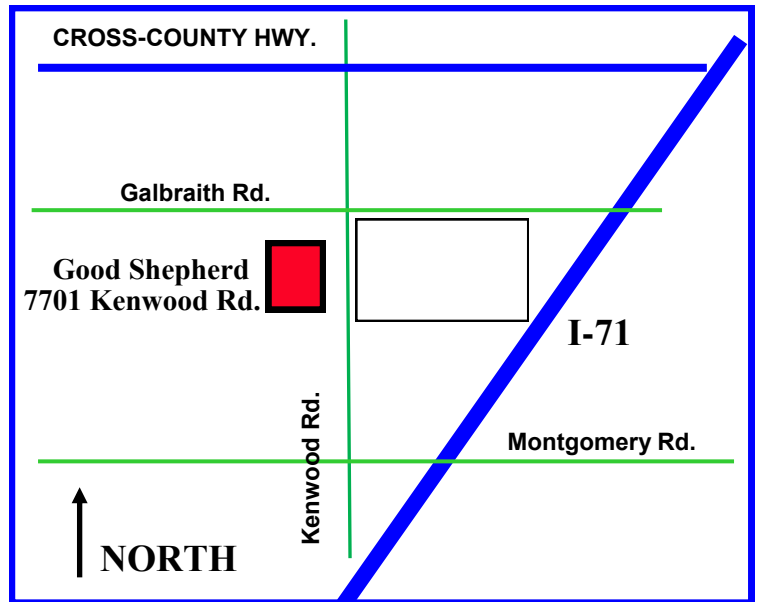 CROSS-COUNTY HWY.
Galbraith Rd.
Good Shepherd
7701 Kenwood Rd.
I-71
Kenwood Rd.
Montgomery Rd.
NORTH